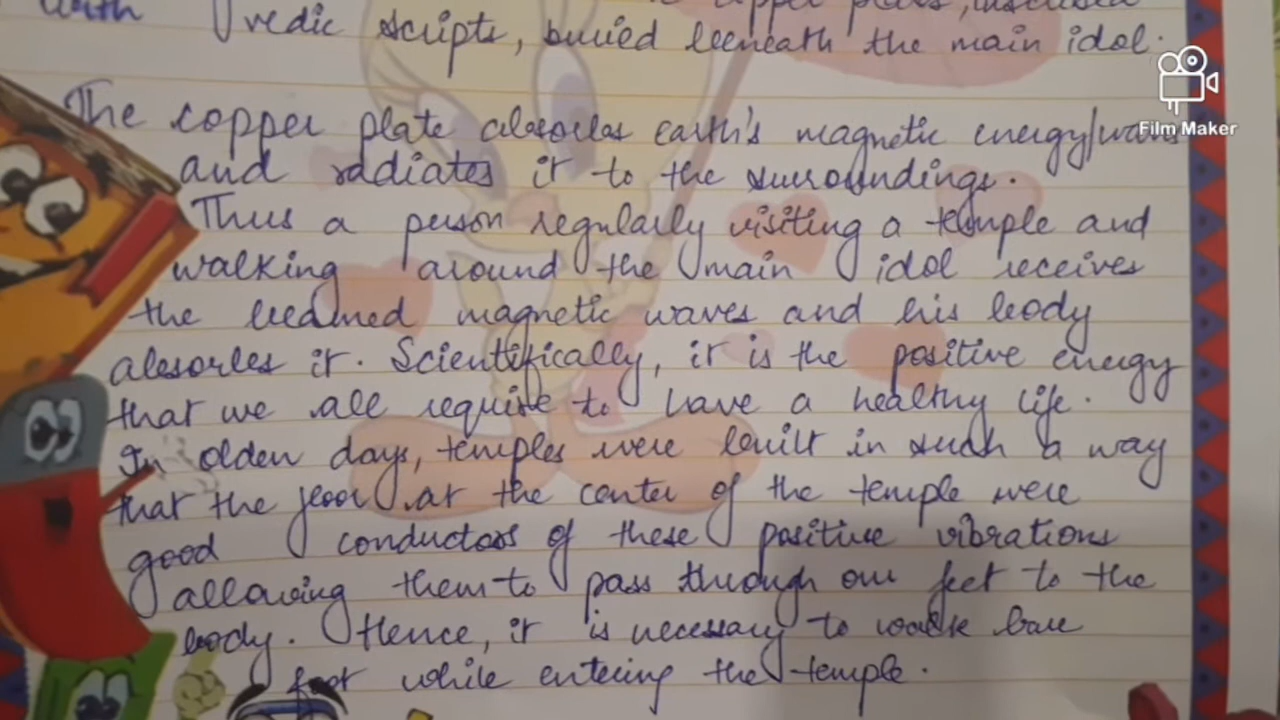 with vedic scripts, buried beneath the main idol.
Film Maker
The copper plate absorbs earth's magnetic energy/waves
and radiates it to the surroundings.
Thus a person regularly visiting a temple and
walking around the main idol receives
the beamed magnetic waves and his body
absorbs it. Scientifically, it is the positive energy
that we all require to have a healthy life.
In olden days, temples were built in such a way
that the floor at the center of the temple were
good conductors of these positive vibrations
allowing them to pass through our feet to the
body. Hence, it is necessary to walk bare
foot while entering the temple.